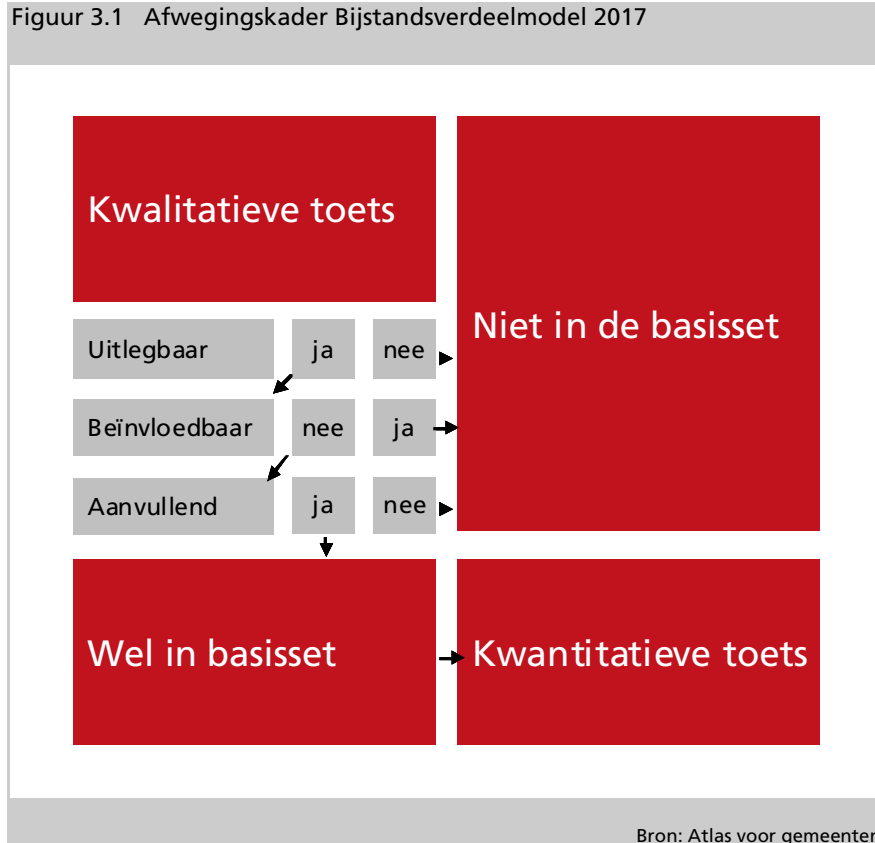 Figuur 3.1 Afwegingskader Bijstandsverdeelmodel 2017
Kwalitatieve toets
Niet in de basisset
Uitlegbaar ja nee
Beïnvloedbaar nee ja
Aanvullend ja nee
Wel in basisset
Kwantitatieve toets
Bron: Atlas voor gemeenten